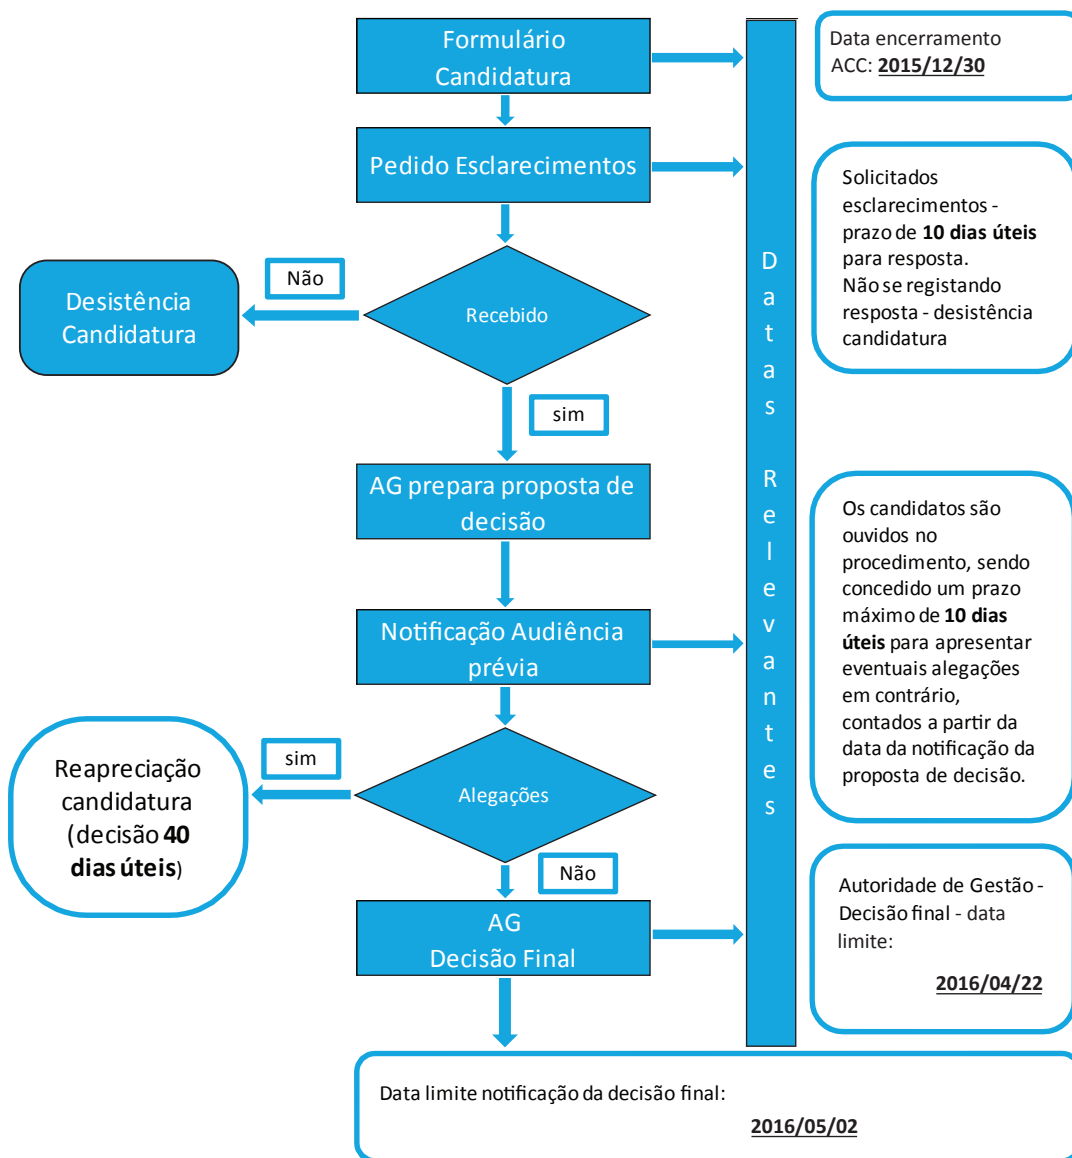 Formulário
Candidatura
Data encerramento
ACC: 2015/12/30
Pedido Esclarecimentos
Solicitados
esclarecimentos -
prazo de 10 dias úteis
para resposta.
Não se registando
resposta - desistência
candidatura
Não
Desistência
Candidatura
Recebido
sim
AG prepara proposta de
decisão
Datas Relevantes
Os candidatos são
ouvidos no
procedimento, sendo
concedido um prazo
máximo de 10 dias
úteis para apresentar
eventuais alegações
em contrário,
contados a partir da
data da notificação da
proposta de decisão.
Notificação Audiência
prévia
sim
Reapreciação
candidatura
(decisão 40
dias úteis)
Alegações
Não
AG
Decisão Final
Autoridade de Gestão -
Decisão final - data
limite:
2016/04/22
Data limite notificação da decisão final:
2016/05/02